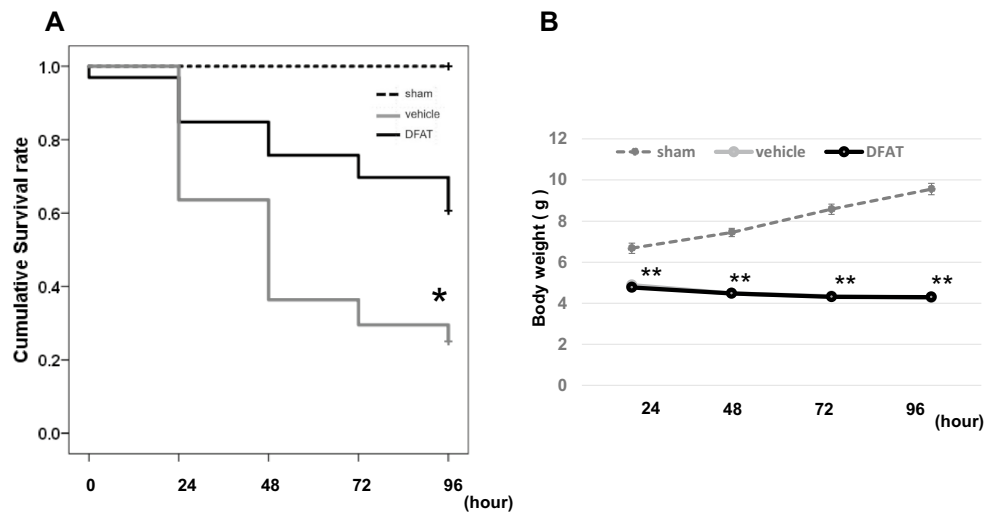 A
Cumulative Survival rate
1.0
0.8
0.6
0.4
0.2
0.0
sham
vehicle
DFAT
*
0 24 48 72 96
(hour)
B
Body weight ( g )
12
10
8
6
4
2
0
sham vehicle DFAT
** ** ** **
24 48 72 96
(hour)